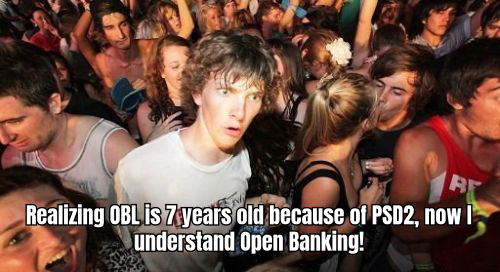 Realizing OBL is 7 years old because of PSD2, now I
understand Open Banking!